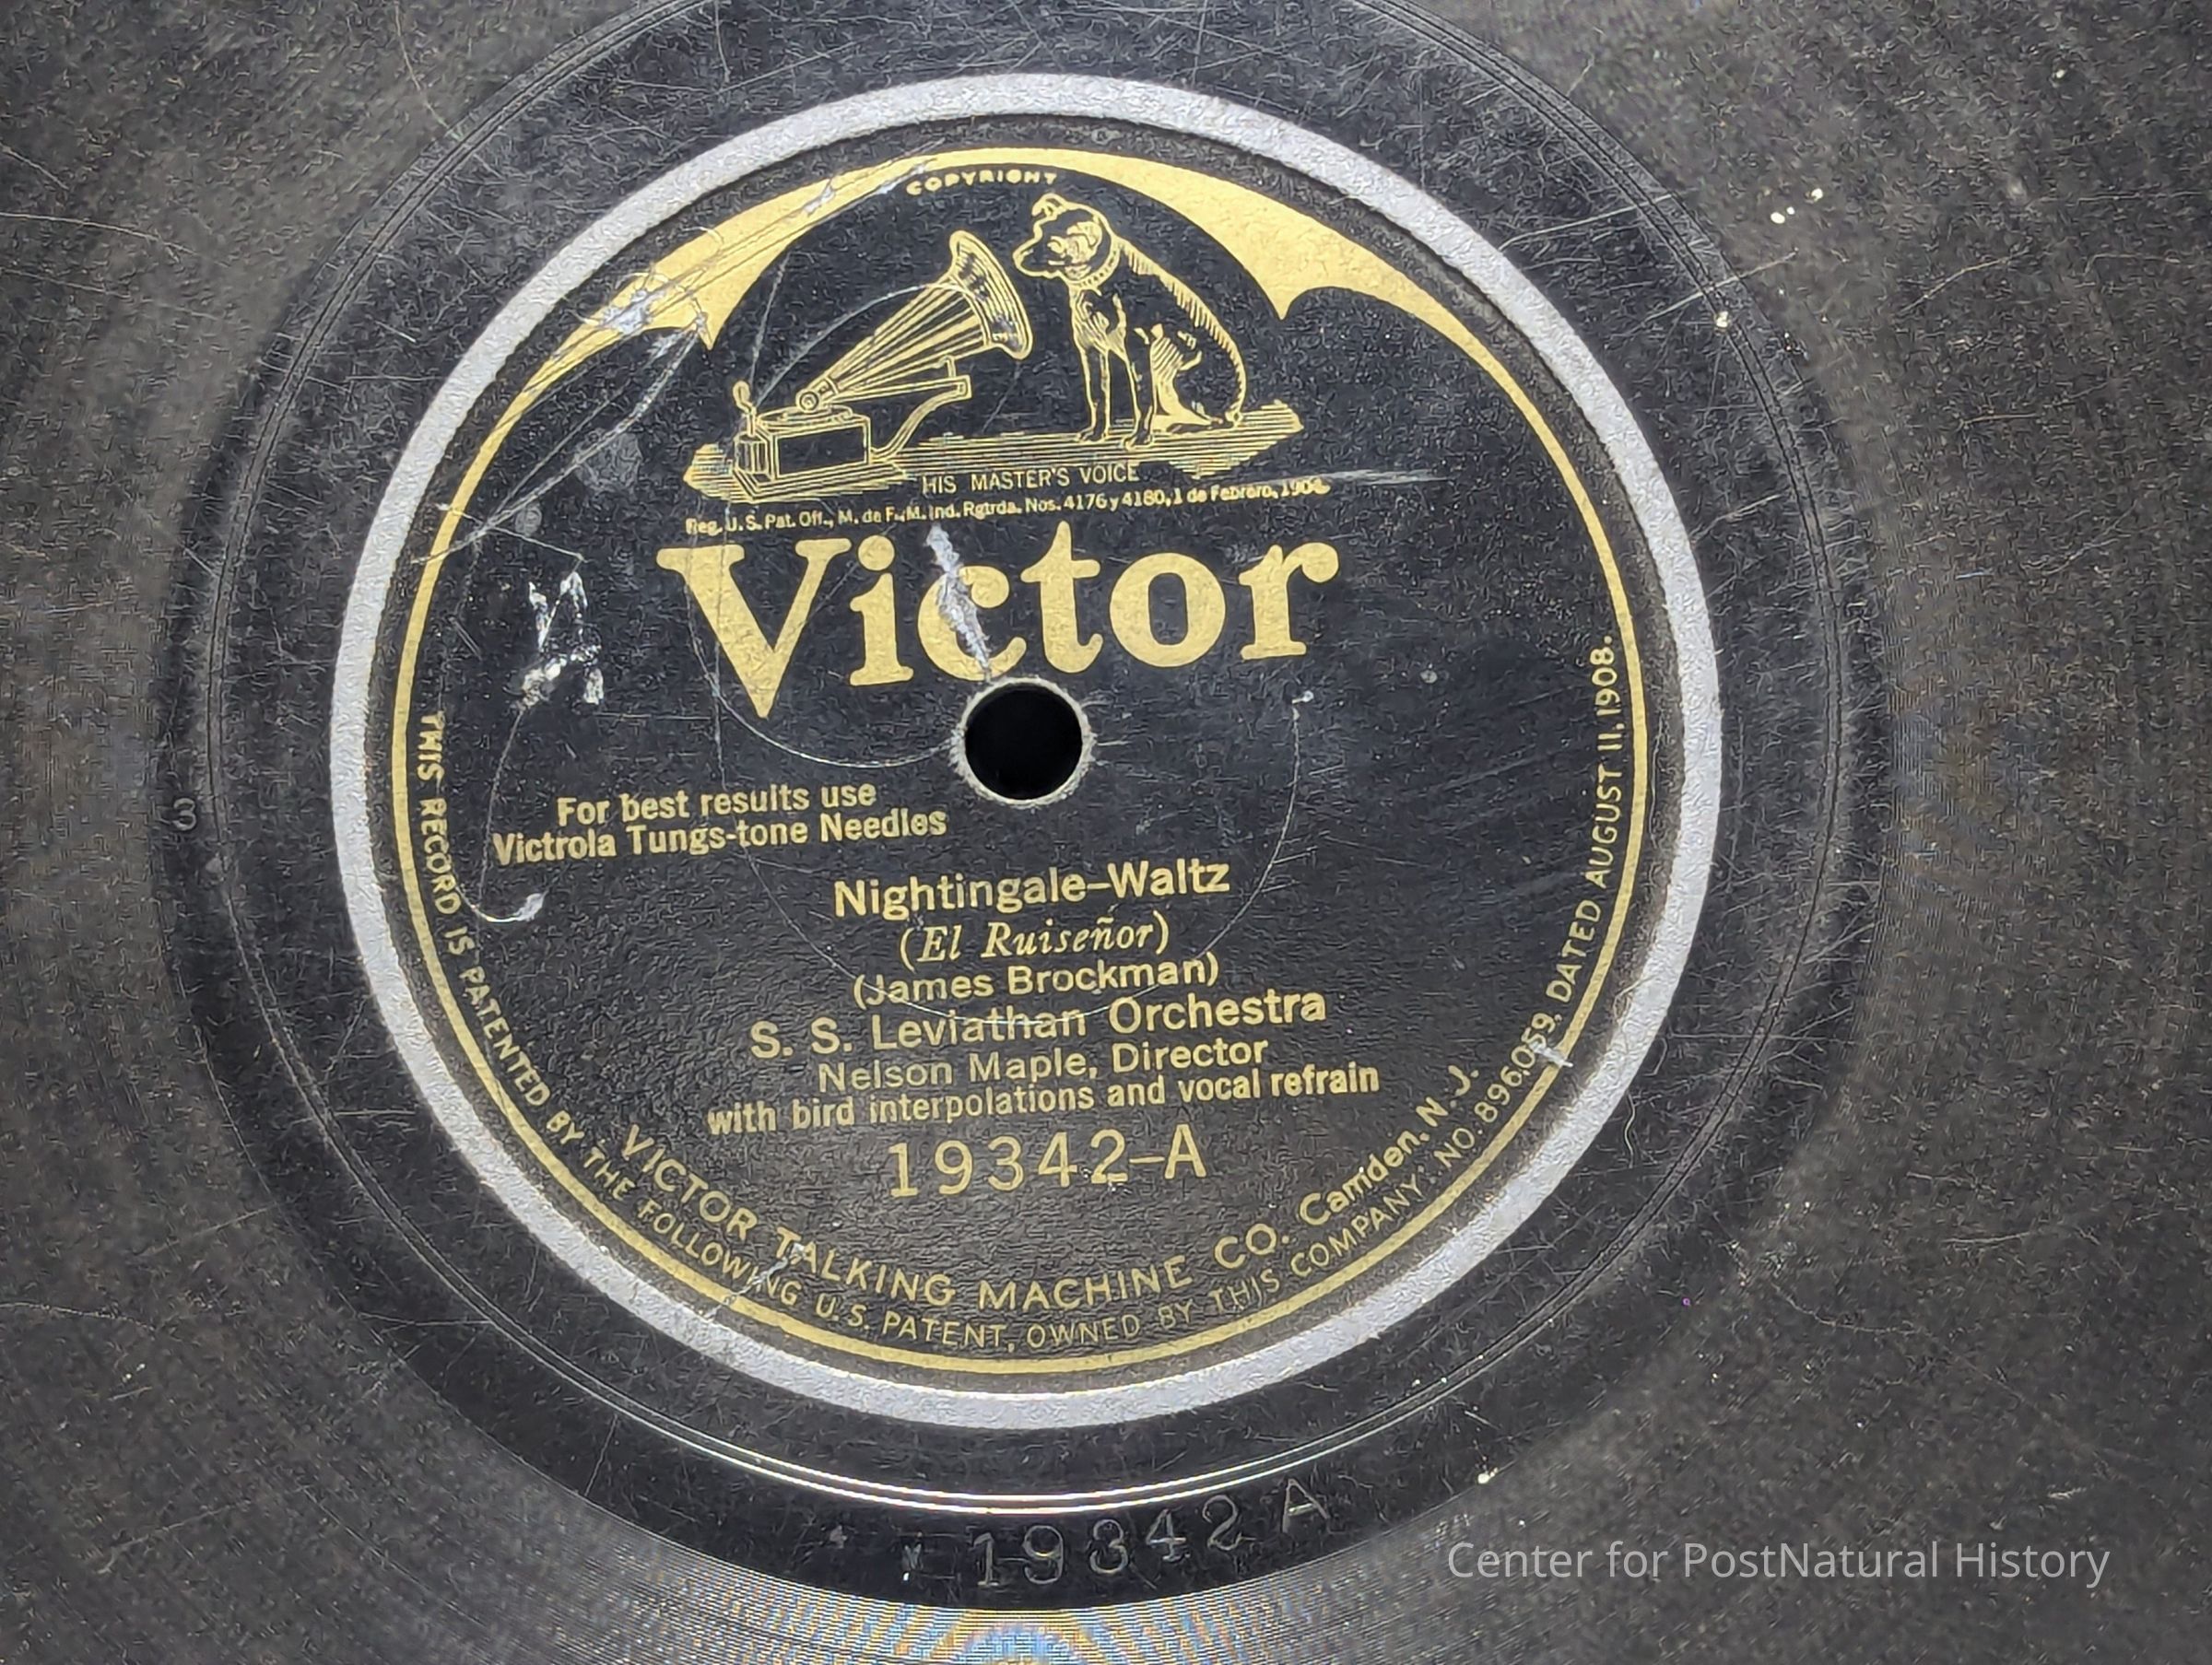 COPYRIGHT
HIS MASTER'S VOICE
Reg. U. S. Pat. Off., M. de F., M. Ind. Rgtrda. Nos. 4176 y 4180, 1 de Febrero, 1908.
Victor
For best results use
Victrola Tungs-tone Needles
Nightingale–Waltz
(El Ruiseñor)
(James Brockman)
S. S. Leviathan Orchestra
Nelson Maple, Director
with bird interpolations and vocal refrain
19342–A
VICTOR TALKING MACHINE CO. Camden, N. J.
THIS RECORD IS PATENTED BY THE FOLLOWING U.S. PATENT, OWNED BY THIS COMPANY: NO. 896,059, DATED AUGUST 11, 1908.
3
19342 A
Center for PostNatural History